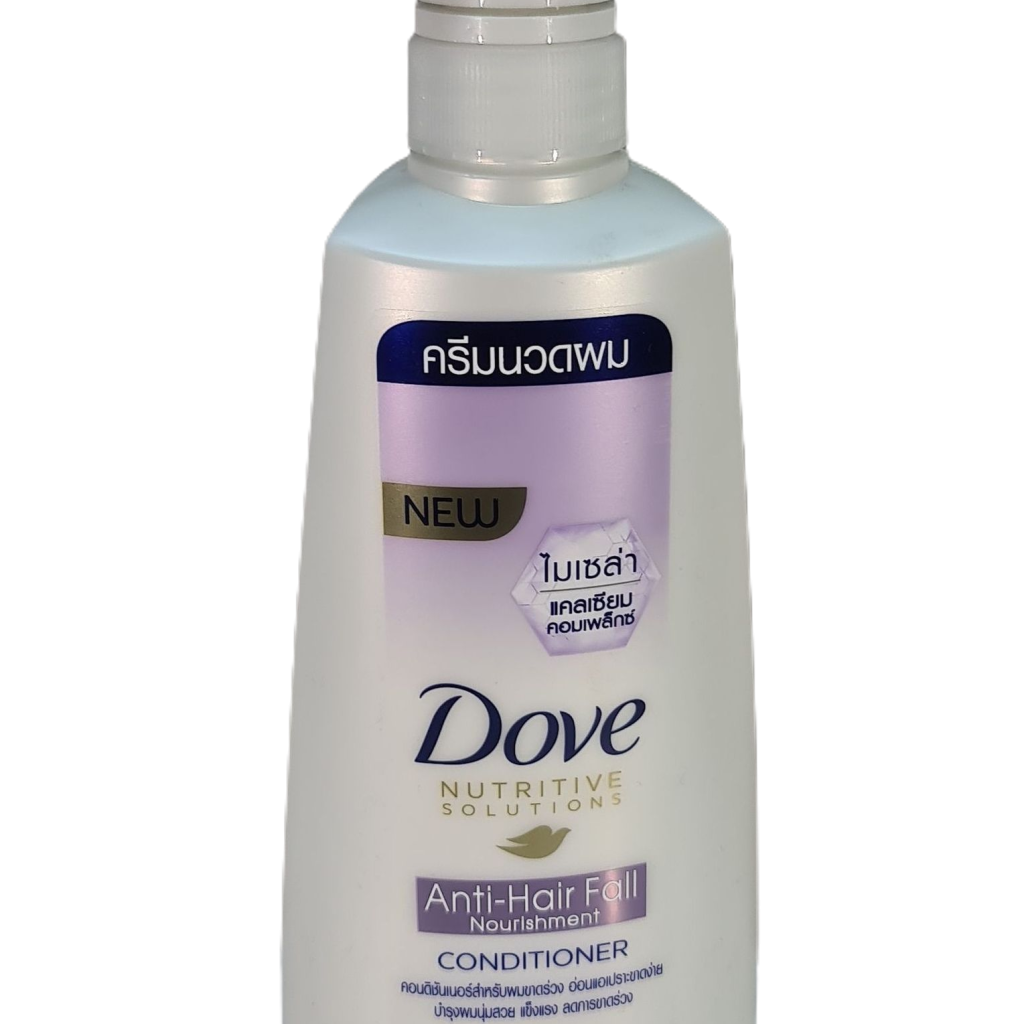 ครีมนวดผม
NEW
ไมเซล่า
แคลเซียม
คอมเพล็กซ์
Dove
NUTRITIVE
SOLUTIONS
Anti-Hair Fall
Nourishment
CONDITIONER
คอนดิชันเนอร์สำหรับผมขาดร่วง อ่อนแอเปราะขาดง่าย
บำรุงผมนุ่มสวย แข็งแรง ลดการขาดร่วง